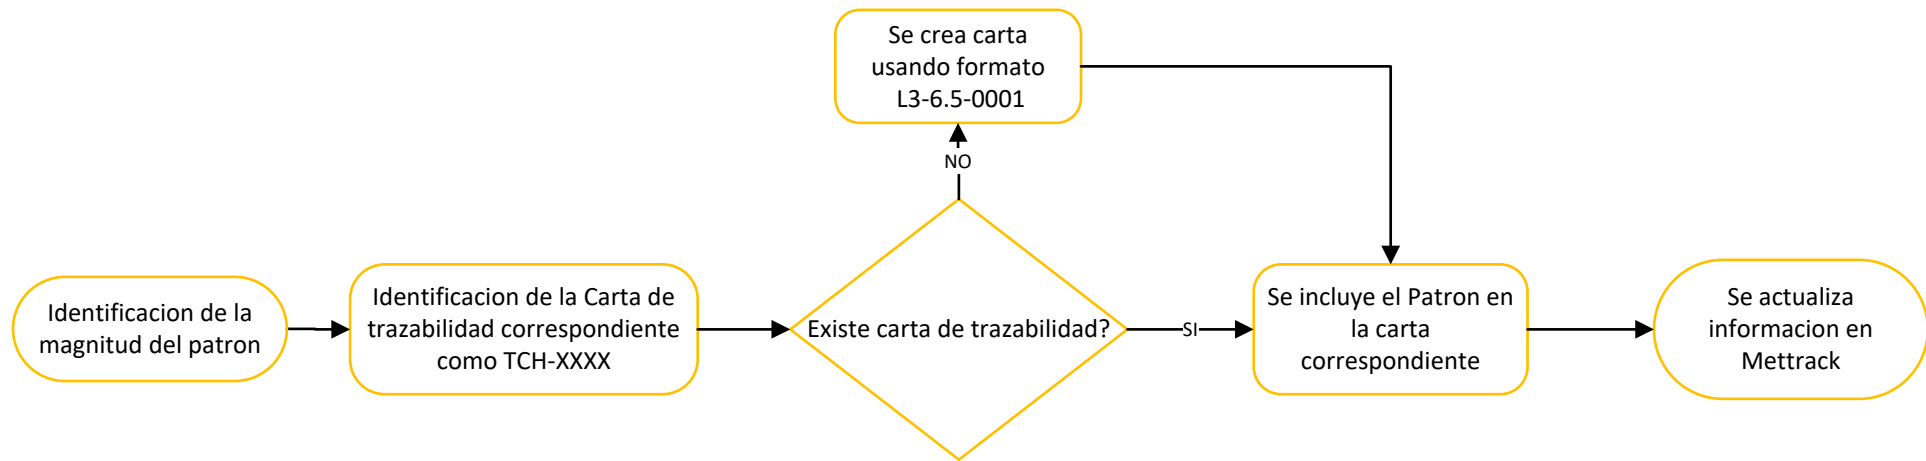 Identificacion de la
magnitud del patron
Identificacion de la Carta de
trazabilidad correspondiente
como TCH-XXXX
Existe carta de trazabilidad?
NO
Se crea carta
usando formato
L3-6.5-0001
SI
Se incluye el Patron en
la carta
correspondiente
Se actualiza
informacion en
Mettrack